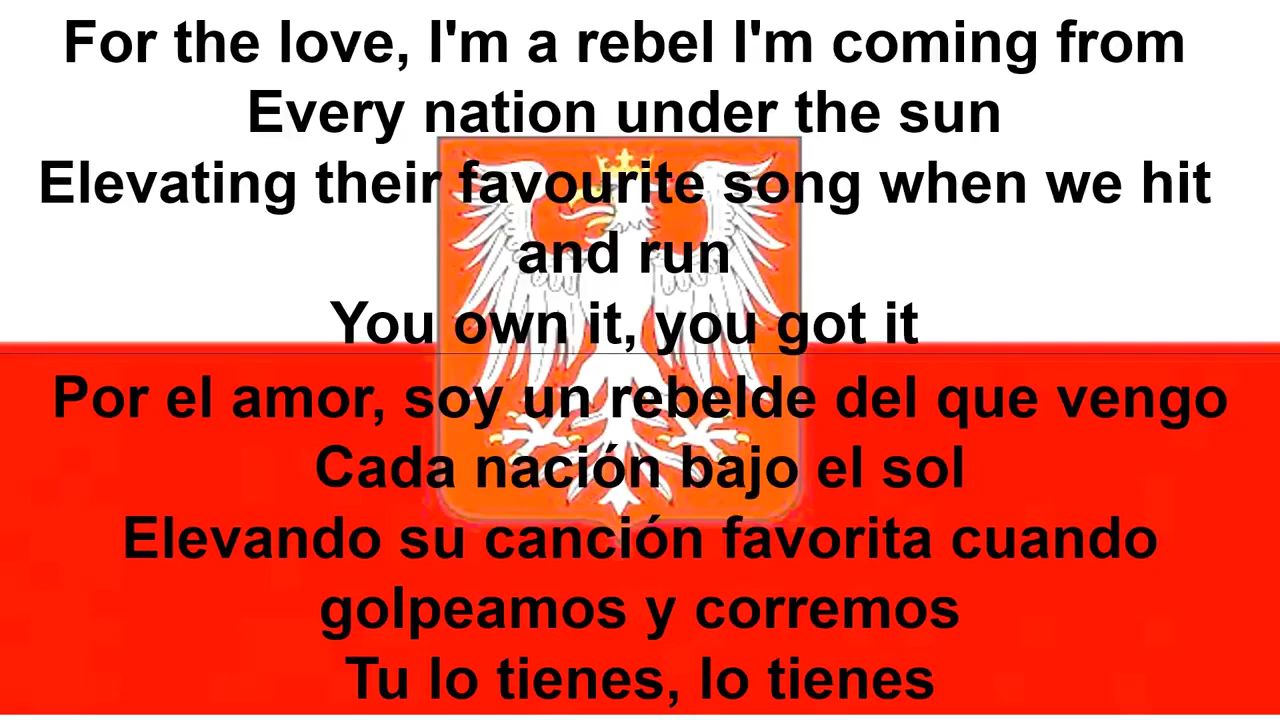 For the love, I'm a rebel I'm coming from
Every nation under the sun
Elevating their favourite song when we hit
and run
You own it, you got it
Por el amor, soy un rebelde del que vengo
Cada nación bajo el sol
Elevando su canción favorita cuando
golpeamos y corremos
Tu lo tienes, lo tienes